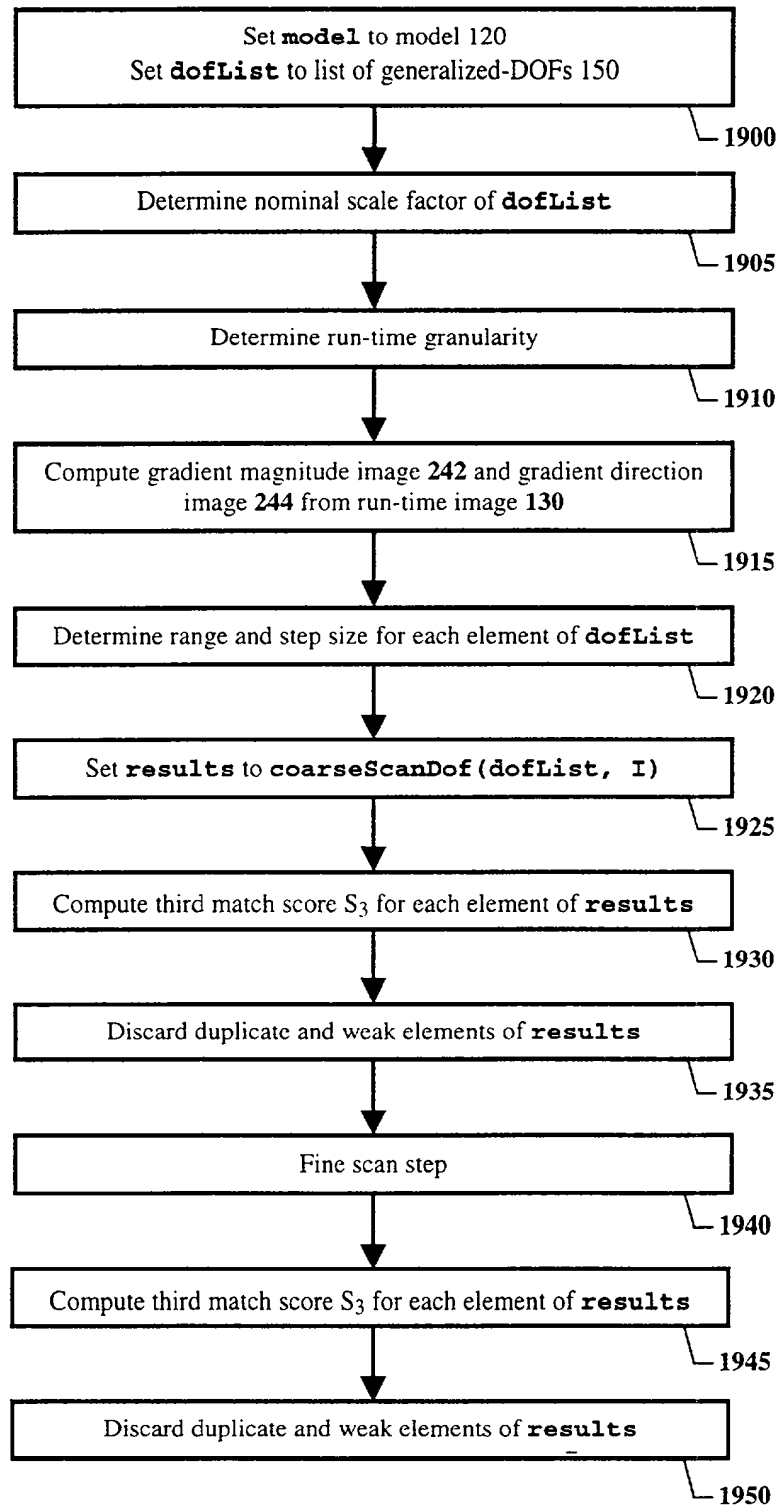 Set model to model 120
Set dofList to list of generalized-DOFs 150
1900
Determine nominal scale factor of dofList
1905
Determine run-time granularity
1910
Compute gradient magnitude image 242 and gradient direction
image 244 from run-time image 130
1915
Determine range and step size for each element of dofList
1920
Set results to coarseScanDof(dofList, I)
1925
Compute third match score S₃ for each element of results
1930
Discard duplicate and weak elements of results
1935
Fine scan step
1940
Compute third match score S₃ for each element of results
1945
Discard duplicate and weak elements of results
1950